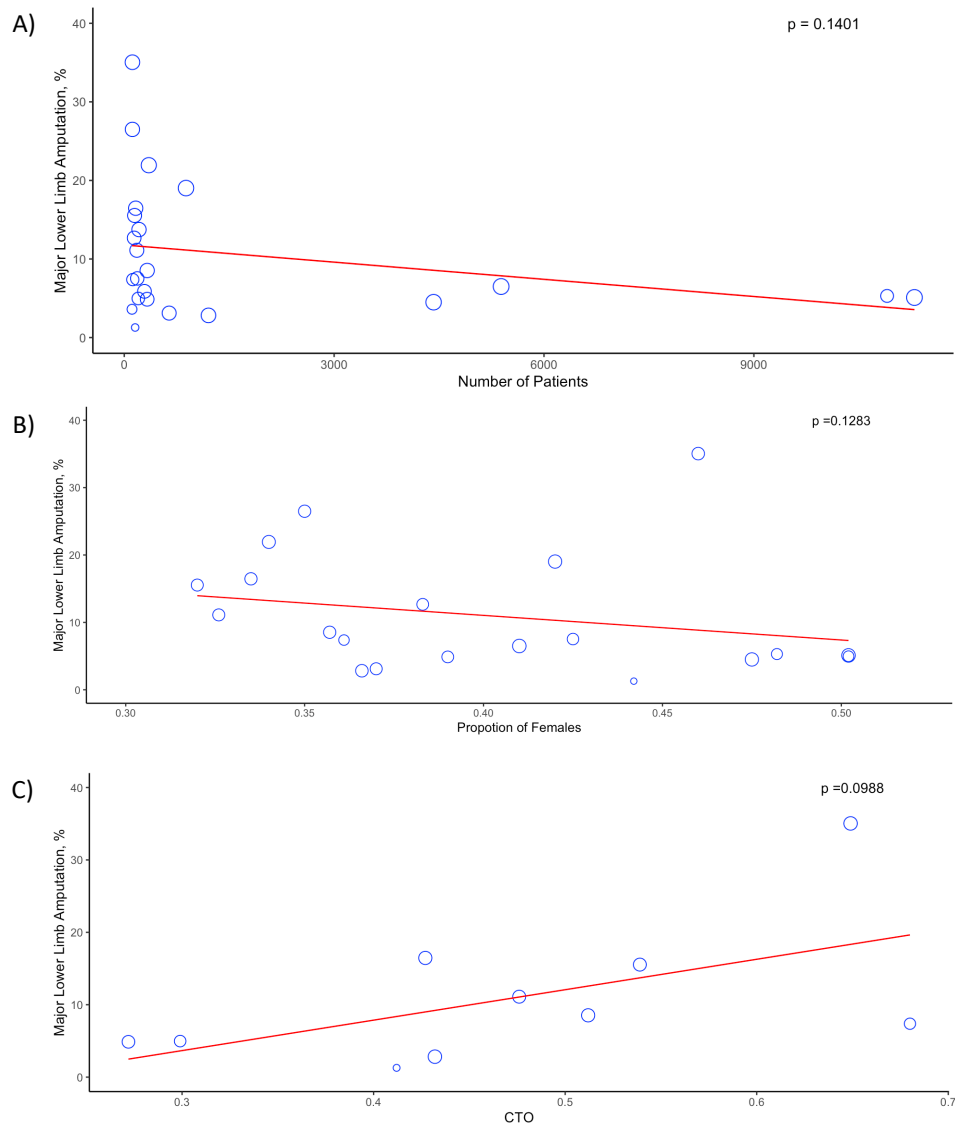 A)
p = 0.1401
Major Lower Limb Amputation, %
40
30
20
10
0
0 3000 6000 9000
Number of Patients
B)
p =0.1283
Major Lower Limb Amputation, %
40
30
20
10
0
0.30 0.35 0.40 0.45 0.50
Propotion of Females
C)
p =0.0988
Major Lower Limb Amputation, %
40
30
20
10
0
0.3 0.4 0.5 0.6 0.7
CTO